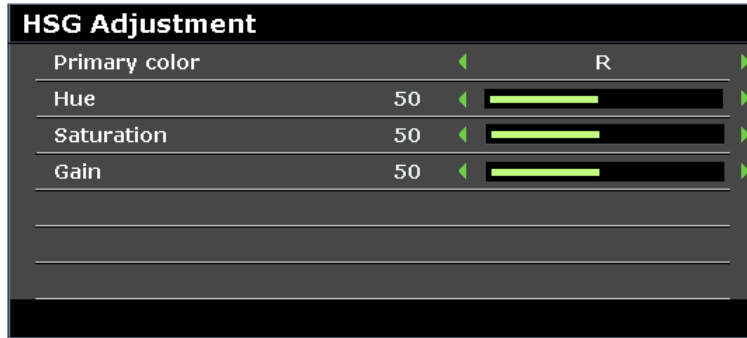 HSG Adjustment
Primary color R
Hue 50
Saturation 50
Gain 50